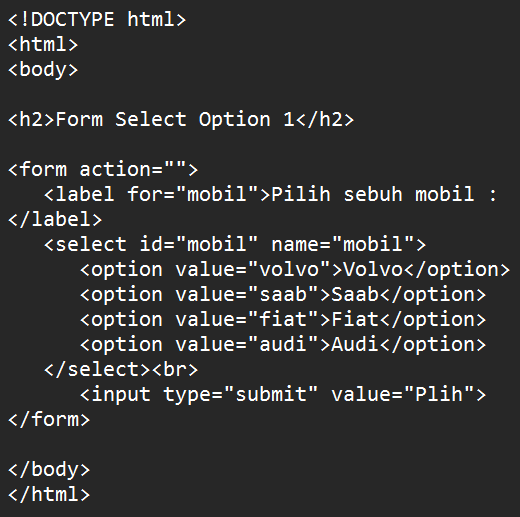 <!DOCTYPE html>
<html>
<body>
<h2>Form Select Option 1</h2>
<form action="">
<label for="mobil">Pilih sebuh mobil :
</label>
<select id="mobil" name="mobil">
<option value="volvo">Volvo</option>
<option value="saab">Saab</option>
<option value="fiat">Fiat</option>
<option value="audi">Audi</option>
</select><br>
<input type="submit" value="Plih">
</form>
</body>
</html>